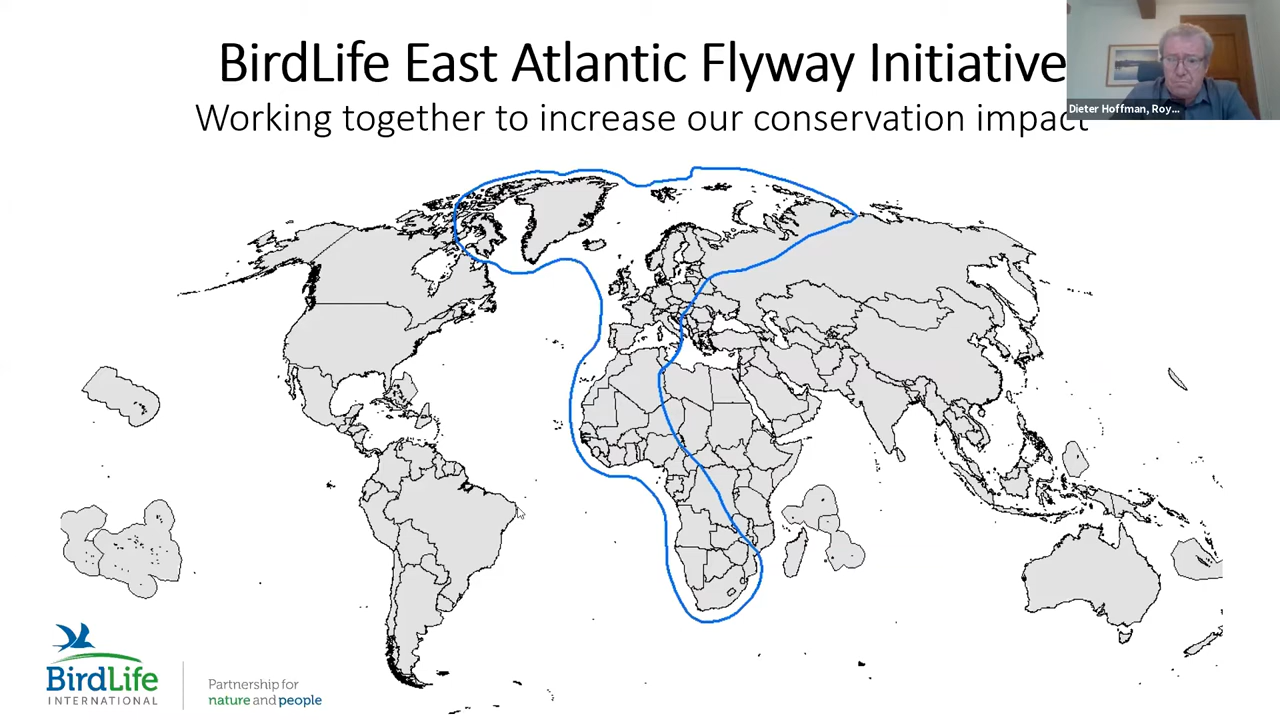 BirdLife East Atlantic Flyway Initiative
Working together to increase our conservation impact
Dieter Hoffman, Roy...
BirdLife
INTERNATIONAL
Partnership for
nature and people